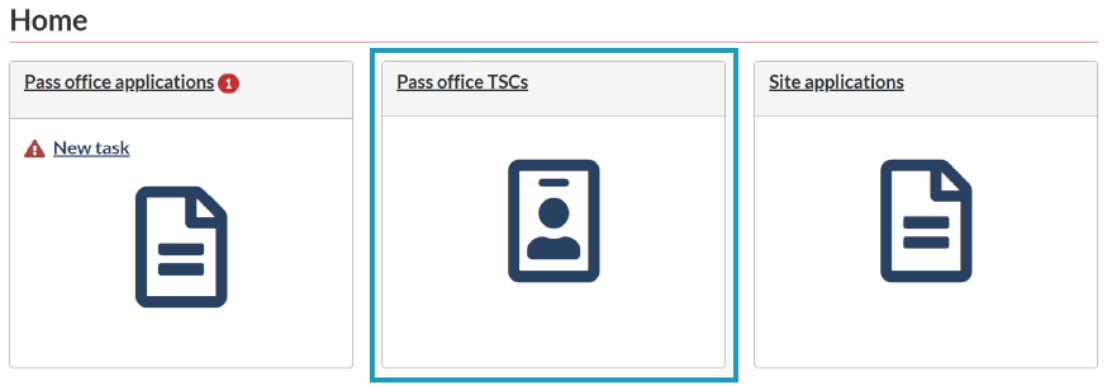 Home
Pass office applications 1
New task
Pass office TSCs
Site applications